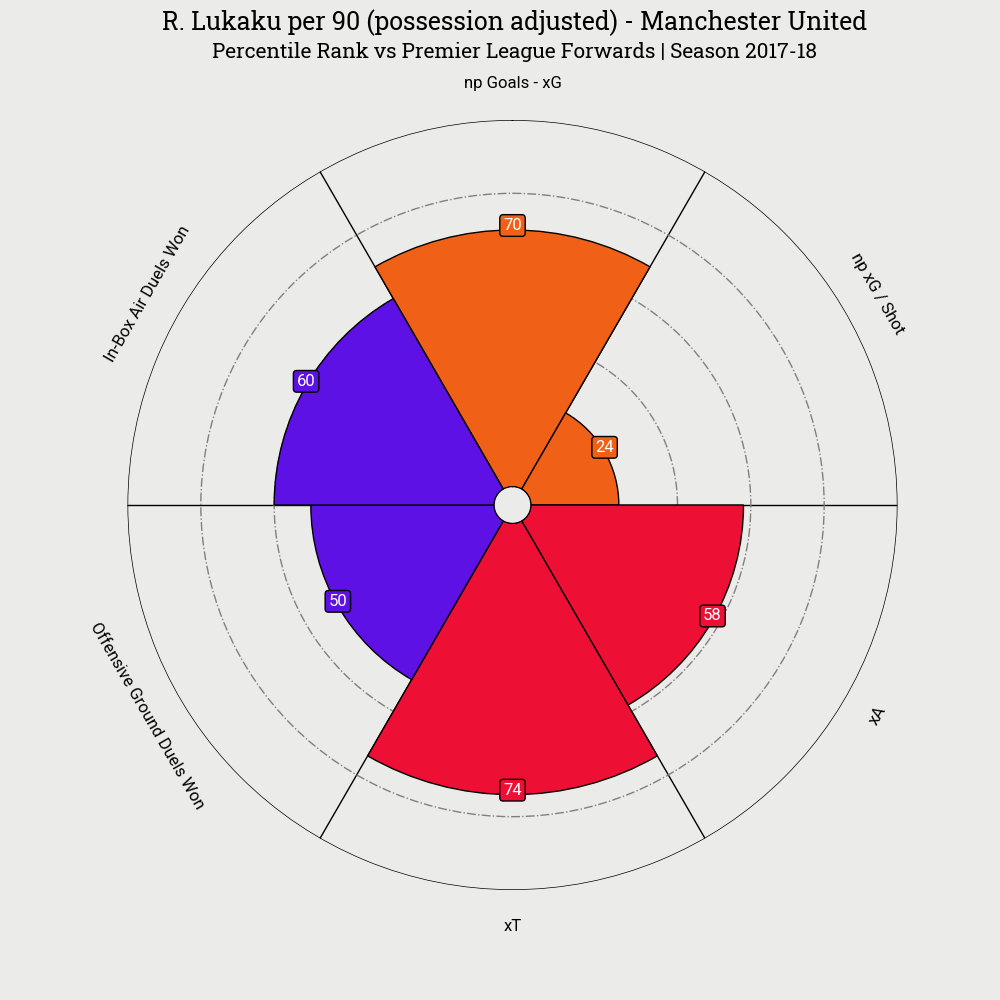 R. Lukaku per 90 (possession adjusted) - Manchester United
Percentile Rank vs Premier League Forwards | Season 2017-18
np Goals - xG
70
np xG / Shot
In-Box Air Duels Won
60
24
50
58
Offensive Ground Duels Won
xA
74
xT